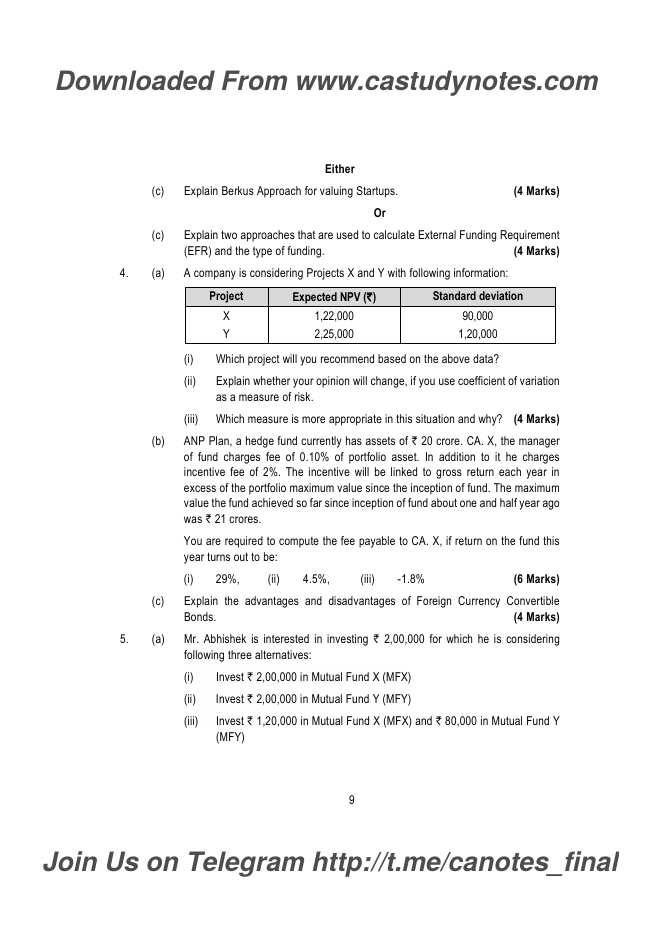 Downloaded From www.castudynotes.com
Either
(c) Explain Berkus Approach for valuing Startups. (4 Marks)
Or
(c) Explain two approaches that are used to calculate External Funding Requirement
(EFR) and the type of funding. (4 Marks)
4. (a) A company is considering Projects X and Y with following information:
Project Expected NPV (₹) Standard deviation
X 1,22,000 90,000
Y 2,25,000 1,20,000
(i) Which project will you recommend based on the above data?
(ii) Explain whether your opinion will change, if you use coefficient of variation
as a measure of risk.
(iii) Which measure is more appropriate in this situation and why? (4 Marks)
(b) ANP Plan, a hedge fund currently has assets of ₹ 20 crore. CA. X, the manager
of fund charges fee of 0.10% of portfolio asset. In addition to it he charges
incentive fee of 2%. The incentive will be linked to gross return each year in
excess of the portfolio maximum value since the inception of fund. The maximum
value the fund achieved so far since inception of fund about one and half year ago
was ₹ 21 crores.
You are required to compute the fee payable to CA. X, if return on the fund this
year turns out to be:
(i) 29%, (ii) 4.5%, (iii) -1.8% (6 Marks)
(c) Explain the advantages and disadvantages of Foreign Currency Convertible
Bonds. (4 Marks)
5. (a) Mr. Abhishek is interested in investing ₹ 2,00,000 for which he is considering
following three alternatives:
(i) Invest ₹ 2,00,000 in Mutual Fund X (MFX)
(ii) Invest ₹ 2,00,000 in Mutual Fund Y (MFY)
(iii) Invest ₹ 1,20,000 in Mutual Fund X (MFX) and ₹ 80,000 in Mutual Fund Y
(MFY)
9
Join Us on Telegram http://t.me/canotes_final